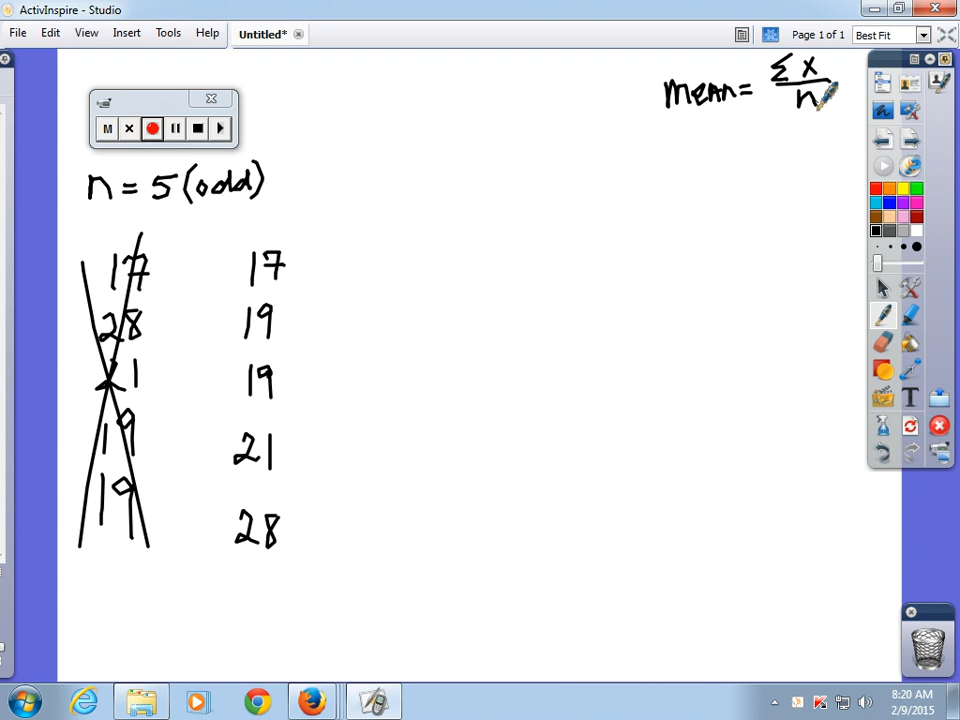 ActivInspire - Studio
File Edit View Insert Tools Help Untitled* Page 1 of 1 Best Fit
mean = Σ x / n
M
n = 5 (odd)
17 17
28 19
21 19
19 21
19 28
T
8:20 AM
2/9/2015